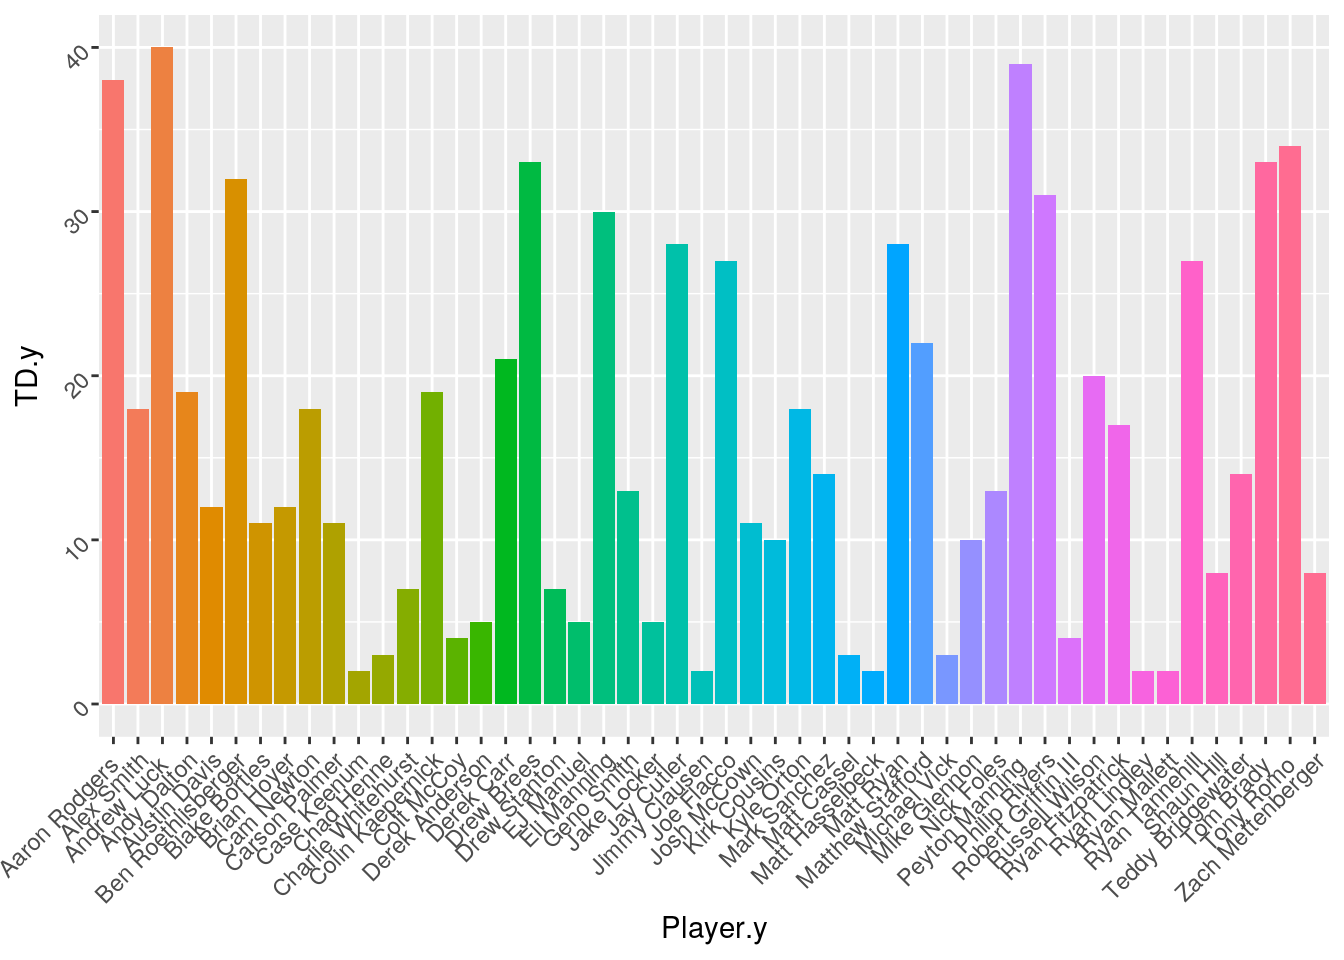 TD.y
40
30
20
10
0
Aaron Rodgers
Alex Smith
Andrew Luck
Andy Dalton
Austin Davis
Ben Roethlisberger
Blake Bortles
Brian Hoyer
Cam Newton
Carson Palmer
Case Keenum
Chad Henne
Charlie Whitehurst
Colin Kaepernick
Colt McCoy
Derek Anderson
Derek Carr
Drew Brees
Drew Stanton
EJ Manuel
Eli Manning
Geno Smith
Jake Locker
Jay Cutler
Jimmy Clausen
Joe Flacco
Josh McCown
Kirk Cousins
Kyle Orton
Mark Sanchez
Matt Cassel
Matt Hasselbeck
Matt Ryan
Matthew Stafford
Michael Vick
Mike Glennon
Nick Foles
Peyton Manning
Philip Rivers
Robert Griffin III
Russell Wilson
Ryan Fitzpatrick
Ryan Lindley
Ryan Mallett
Ryan Tannehill
Shaun Hill
Teddy Bridgewater
Tom Brady
Tony Romo
Zach Mettenberger
Player.y